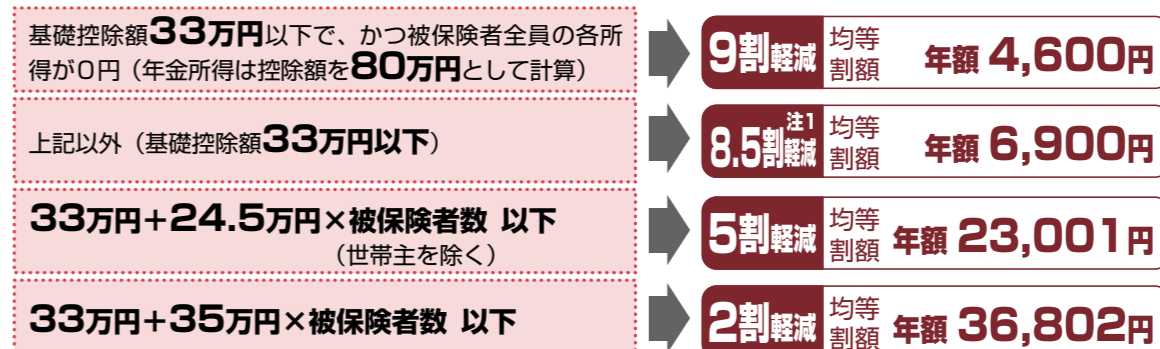 基礎控除額33万円以下で、かつ被保険者全員の各所
得が0円（年金所得は控除額を80万円として計算）
9割軽減 均等割額 年額 4,600円
上記以外（基礎控除額33万円以下）
注1
8.5割軽減 均等割額 年額 6,900円
33万円＋24.5万円×被保険者数 以下
（世帯主を除く）
5割軽減 均等割額 年額 23,001円
33万円＋35万円×被保険者数 以下
2割軽減 均等割額 年額 36,802円